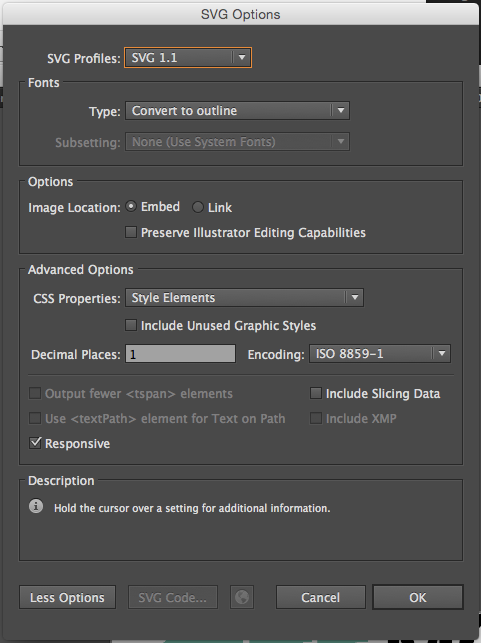 SVG Options
SVG Profiles: SVG 1.1
Fonts
Type: Convert to outline
Subsetting: None (Use System Fonts)
Options
Image Location: Embed Link
Preserve Illustrator Editing Capabilities
Advanced Options
CSS Properties: Style Elements
Include Unused Graphic Styles
Decimal Places: 1 Encoding: ISO 8859-1
Output fewer <tspan> elements Include Slicing Data
Use <textPath> element for Text on Path Include XMP
Responsive
Description
Hold the cursor over a setting for additional information.
Less Options SVG Code... Cancel OK